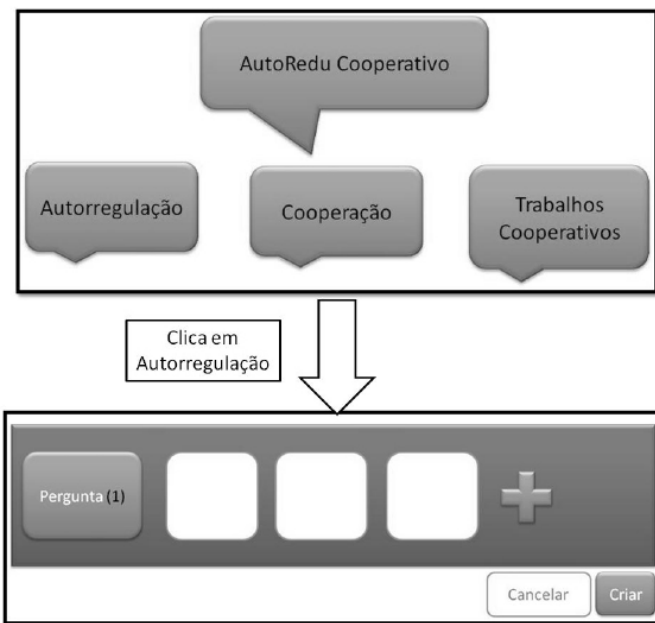 AutoRedu Cooperativo
Autorregulação
Cooperação
Trabalhos
Cooperativos
Clica em
Autorregulação
Pergunta (1)
Cancelar
Criar